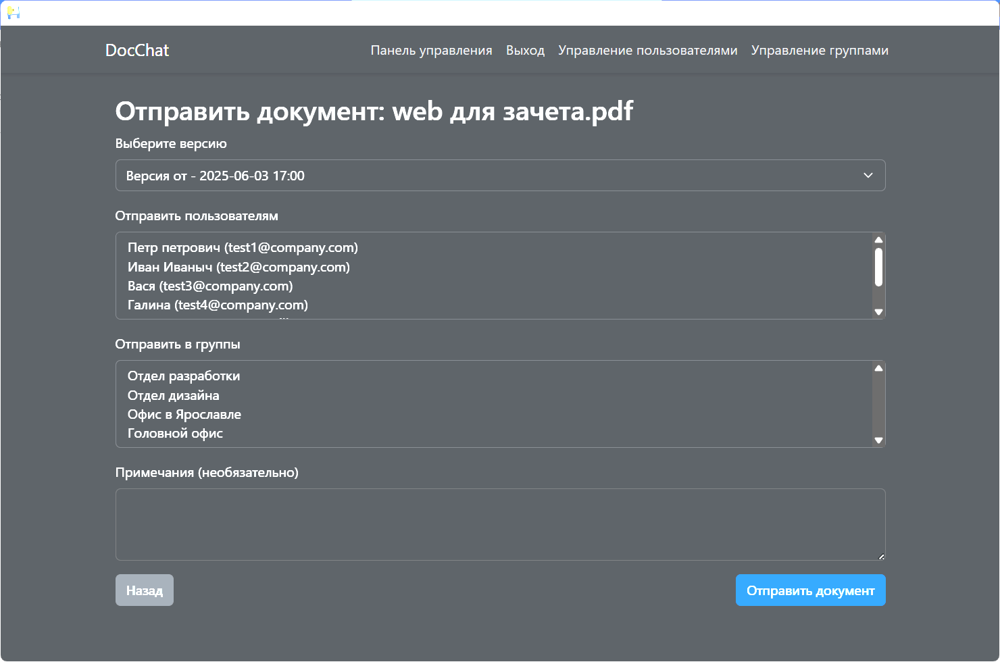 DocChat
Панель управления Выход Управление пользователями Управление группами
Отправить документ: web для зачета.pdf
Выберите версию
Версия от - 2025-06-03 17:00
Отправить пользователям
Петр петрович (test1@company.com)
Иван Иваныч (test2@company.com)
Вася (test3@company.com)
Галина (test4@company.com)
Отправить в группы
Отдел разработки
Отдел дизайна
Офис в Ярославле
Головной офис
Примечания (необязательно)
Назад
Отправить документ